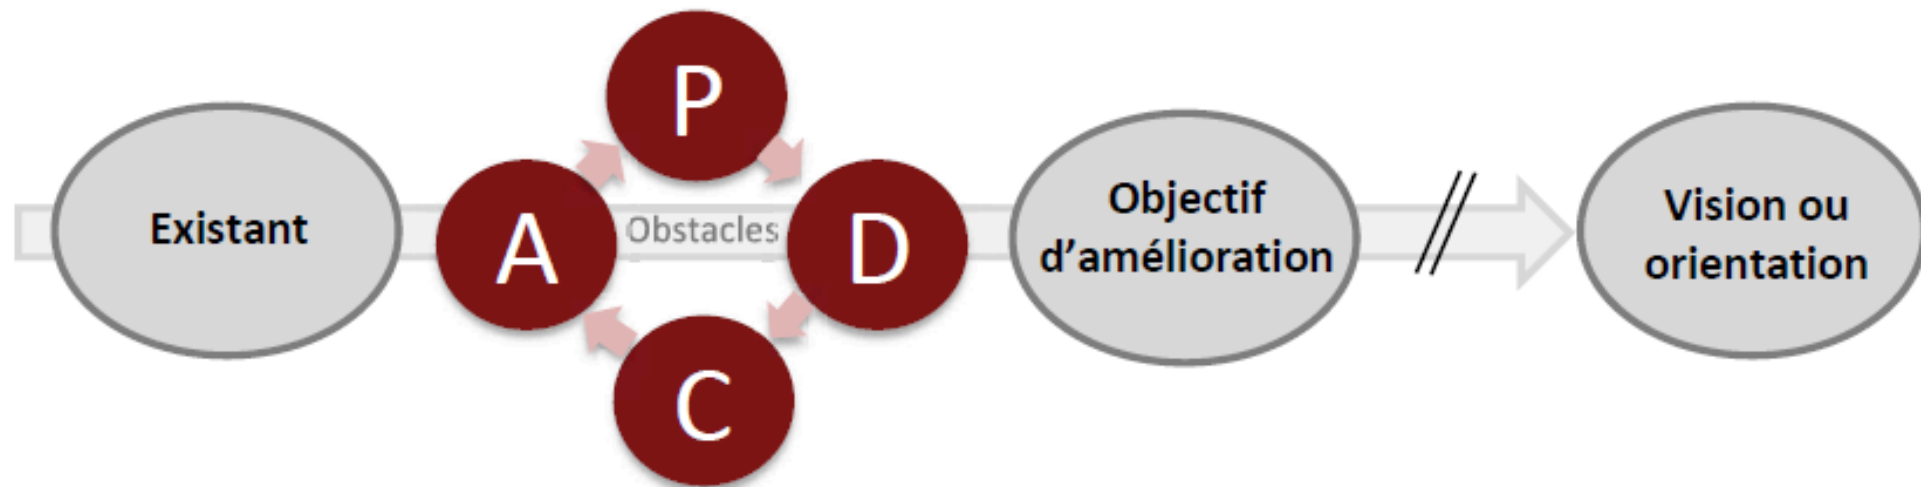 Existant
P
A
Obstacles
D
C
Objectif
d'amélioration
Vision ou
orientation